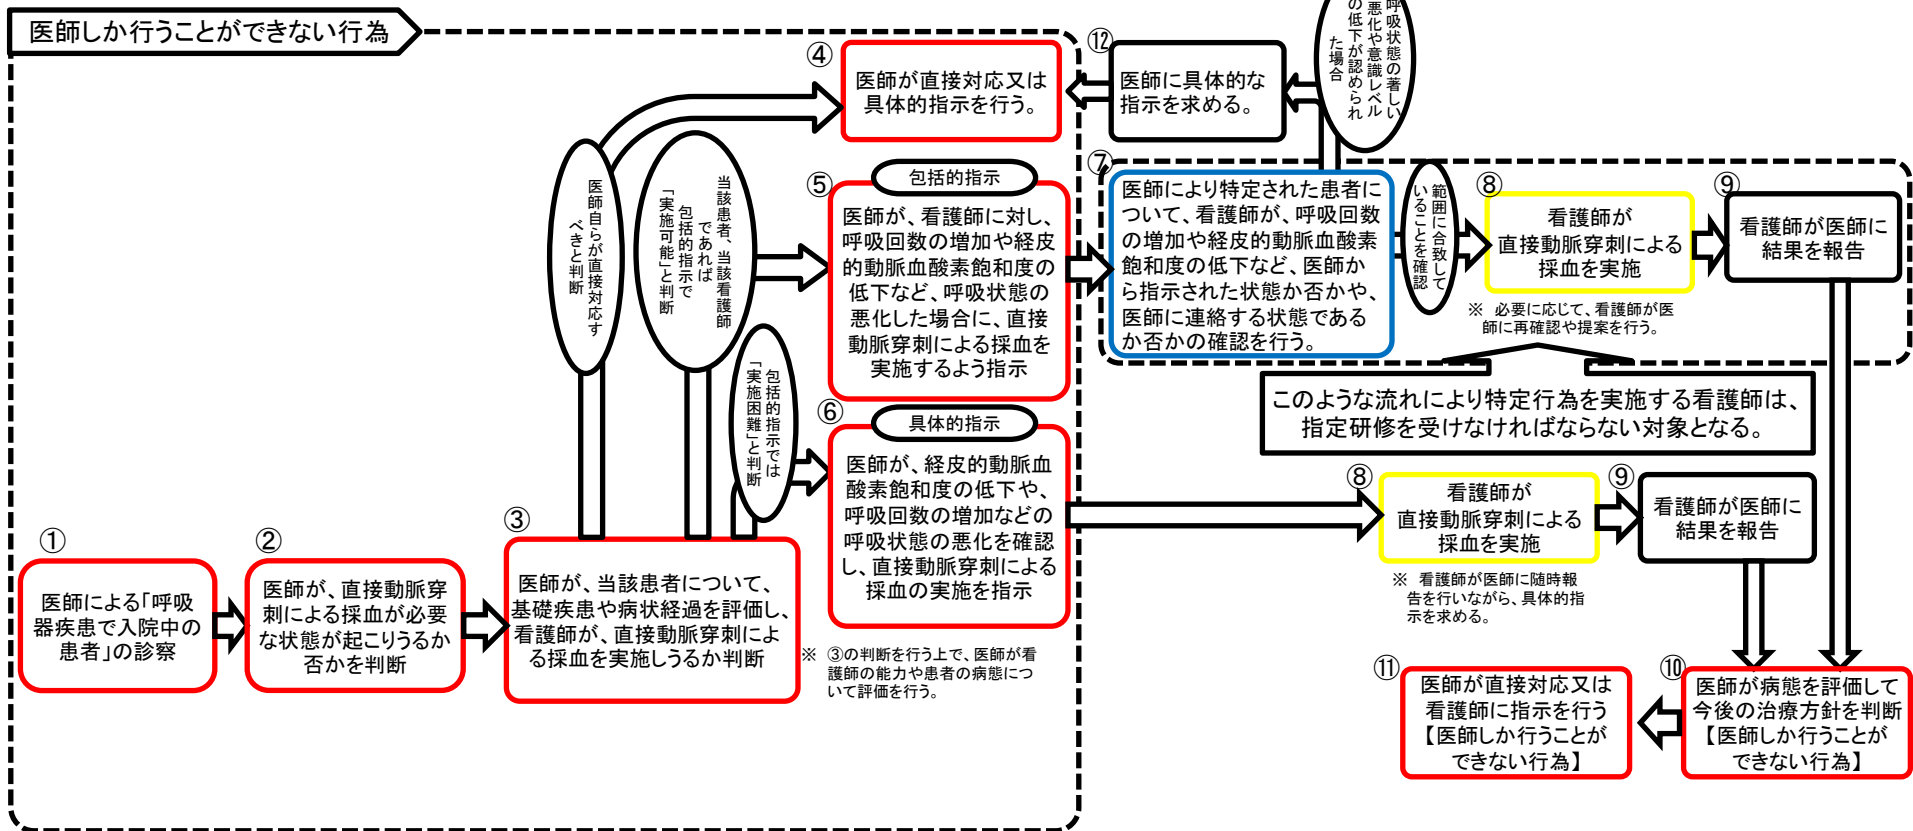 医師しか行うことができない行為
④
医師が直接対応又は
具体的指示を行う。
⑫
医師に具体的な
指示を求める。
呼吸状態の著しい
悪化や意識レベル
の低下が認められ
た場合
医師自らが直接対応す
べきと判断
当該患者、当該看護師
であれば
包括的指示で
「実施可能」と判断
包括的指示では
「実施困難」と判断
⑤
包括的指示
医師が、看護師に対し、
呼吸回数の増加や経皮
的動脈血酸素飽和度の
低下など、呼吸状態の
悪化した場合に、直接
動脈穿刺による採血を
実施するよう指示
⑦
医師により特定された患者に
ついて、看護師が、呼吸回数
の増加や経皮的動脈血酸素
飽和度の低下など、医師か
ら指示された状態か否かや、
医師に連絡する状態である
か否かの確認を行う。
範囲に合致して
いることを確認
⑧
看護師が
直接動脈穿刺による
採血を実施
⑨
看護師が医師に
結果を報告
※ 必要に応じて、看護師が医
師に再確認や提案を行う。
このような流れにより特定行為を実施する看護師は、
指定研修を受けなければならない対象となる。
⑥
具体的指示
医師が、経皮的動脈血
酸素飽和度の低下や、
呼吸回数の増加などの
呼吸状態の悪化を確認
し、直接動脈穿刺による
採血の実施を指示
⑧
看護師が
直接動脈穿刺による
採血を実施
⑨
看護師が医師に
結果を報告
※ 看護師が医師に随時報
告を行いながら、具体的指
示を求める。
①
医師による「呼吸
器疾患で入院中の
患者」の診察
②
医師が、直接動脈穿
刺による採血が必要
な状態が起こりうるか
否かを判断
③
医師が、当該患者について、
基礎疾患や病状経過を評価し、
看護師が、直接動脈穿刺によ
る採血を実施しうるか判断
※ ③の判断を行う上で、医師が看
護師の能力や患者の病態につ
いて評価を行う。
⑪
医師が直接対応又は
看護師に指示を行う
【医師しか行うことが
できない行為】
⑩
医師が病態を評価して
今後の治療方針を判断
【医師しか行うことが
できない行為】